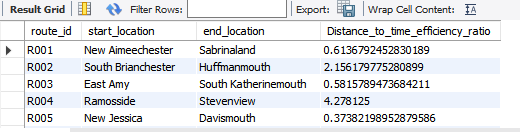 Result Grid Filter Rows: Export: Wrap Cell Content:
route_id start_location end_location Distance_to_time_efficiency_ratio
R001 New Aimeechester Sabrinaland 0.6136792452830189
R002 South Brianchester Huffmanmouth 2.156179775280899
R003 East Amy South Katherinemouth 0.5815789473684211
R004 Ramosside Stevenview 4.278125
R005 New Jessica Davismouth 0.37382198952879586